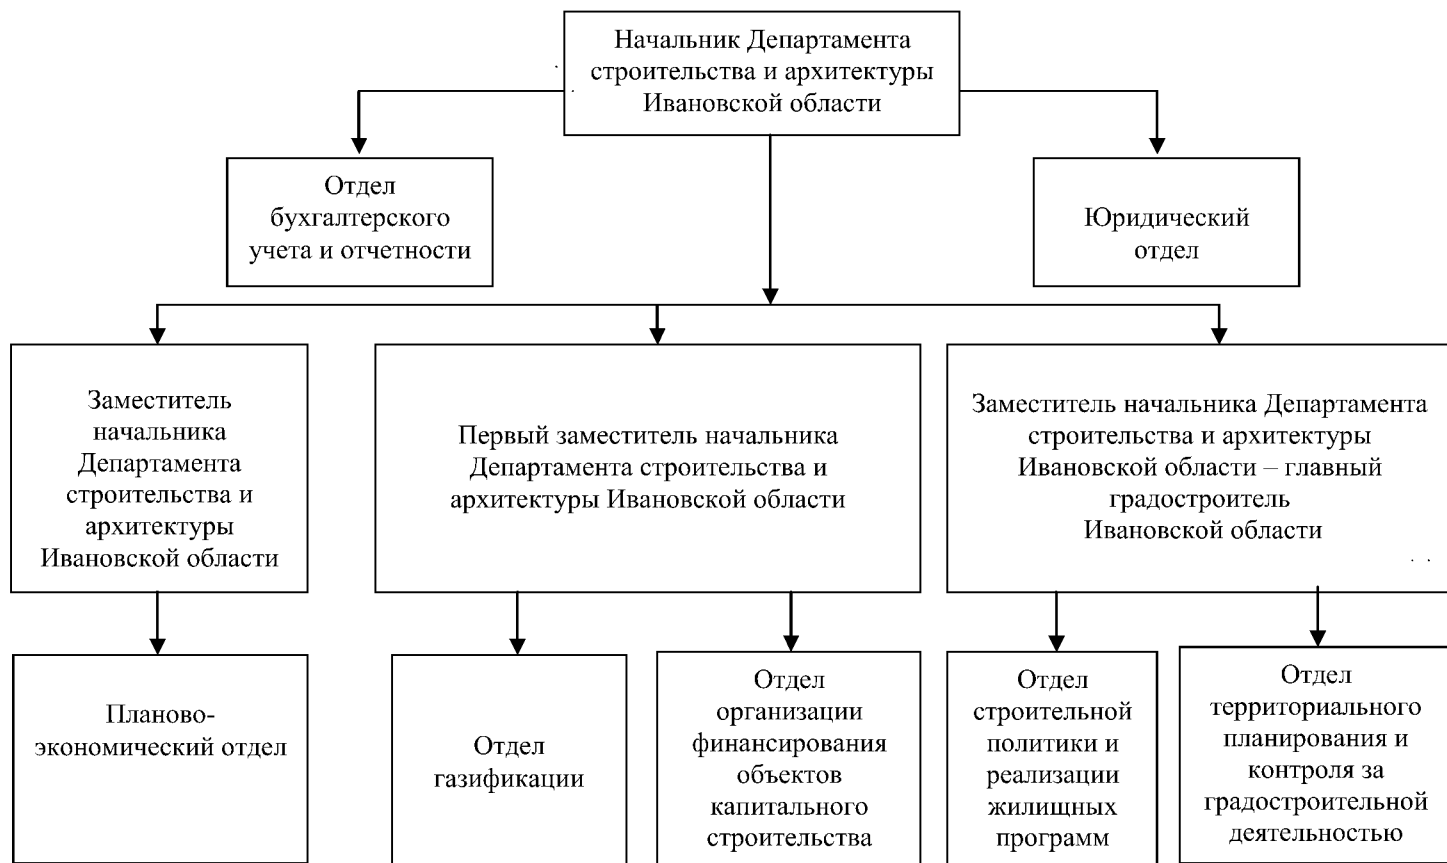 Начальник Департамента
строительства и архитектуры
Ивановской области
Отдел
бухгалтерского
учета и отчетности
Юридический
отдел
Заместитель
начальника
Департамента
строительства и
архитектуры
Ивановской области
Первый заместитель начальника
Департамента строительства и
архитектуры Ивановской области
Заместитель начальника Департамента
строительства и архитектуры
Ивановской области – главный
градостроитель
Ивановской области
Планово-
экономический отдел
Отдел
газификации
Отдел
организации
финансирования
объектов
капитального
строительства
Отдел
строительной
политики и
реализации
жилищных
программ
Отдел
территориального
планирования и
контроля за
градостроительной
деятельностью